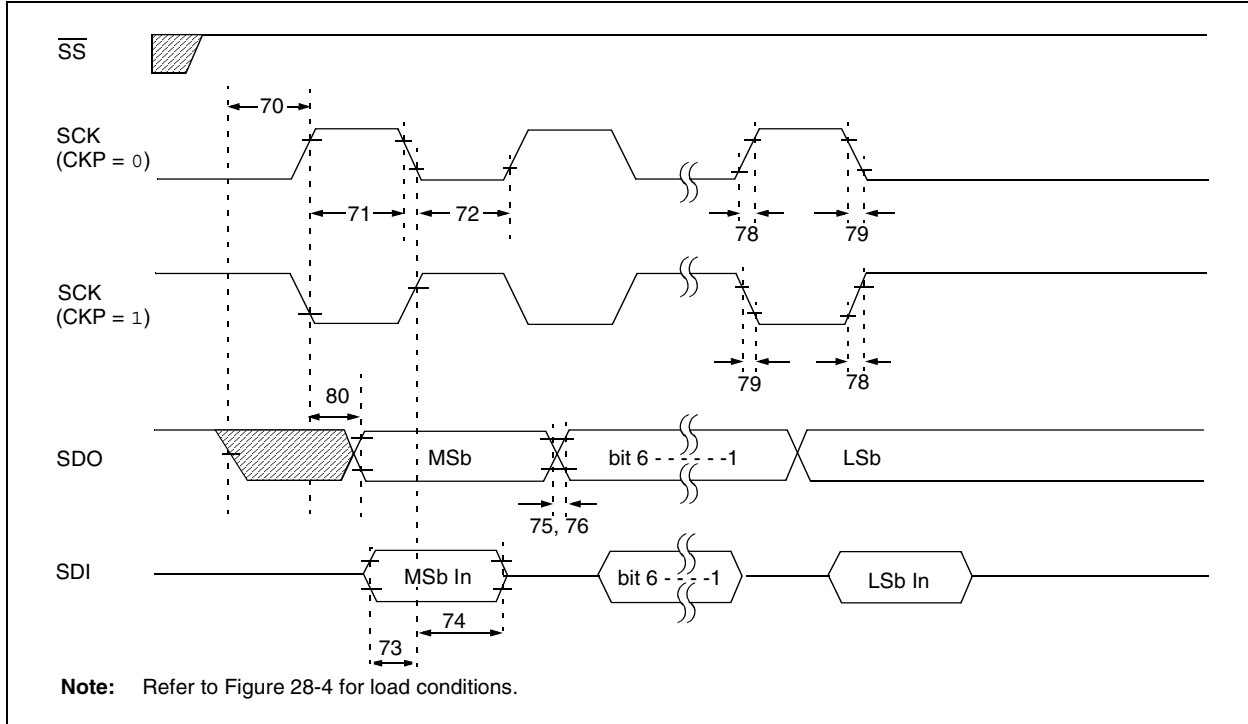 SS
70
SCK
(CKP = 0)
71
72
78
79
SCK
(CKP = 1)
79
78
80
SDO
MSb
bit 6 - - - - - -1
LSb
75, 76
SDI
MSb In
bit 6 - - - - -1
LSb In
74
73
Note: Refer to Figure 28-4 for load conditions.